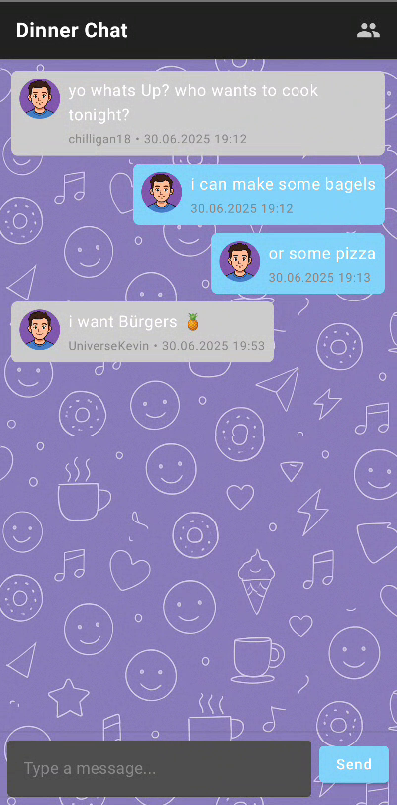 Dinner Chat
yo whats Up? who wants to cook
tonight?
chilligan18 • 30.06.2025 19:12
i can make some bagels
30.06.2025 19:12
or some pizza
30.06.2025 19:13
i want Bürgers 🍍
UniverseKevin • 30.06.2025 19:53
Type a message...
Send